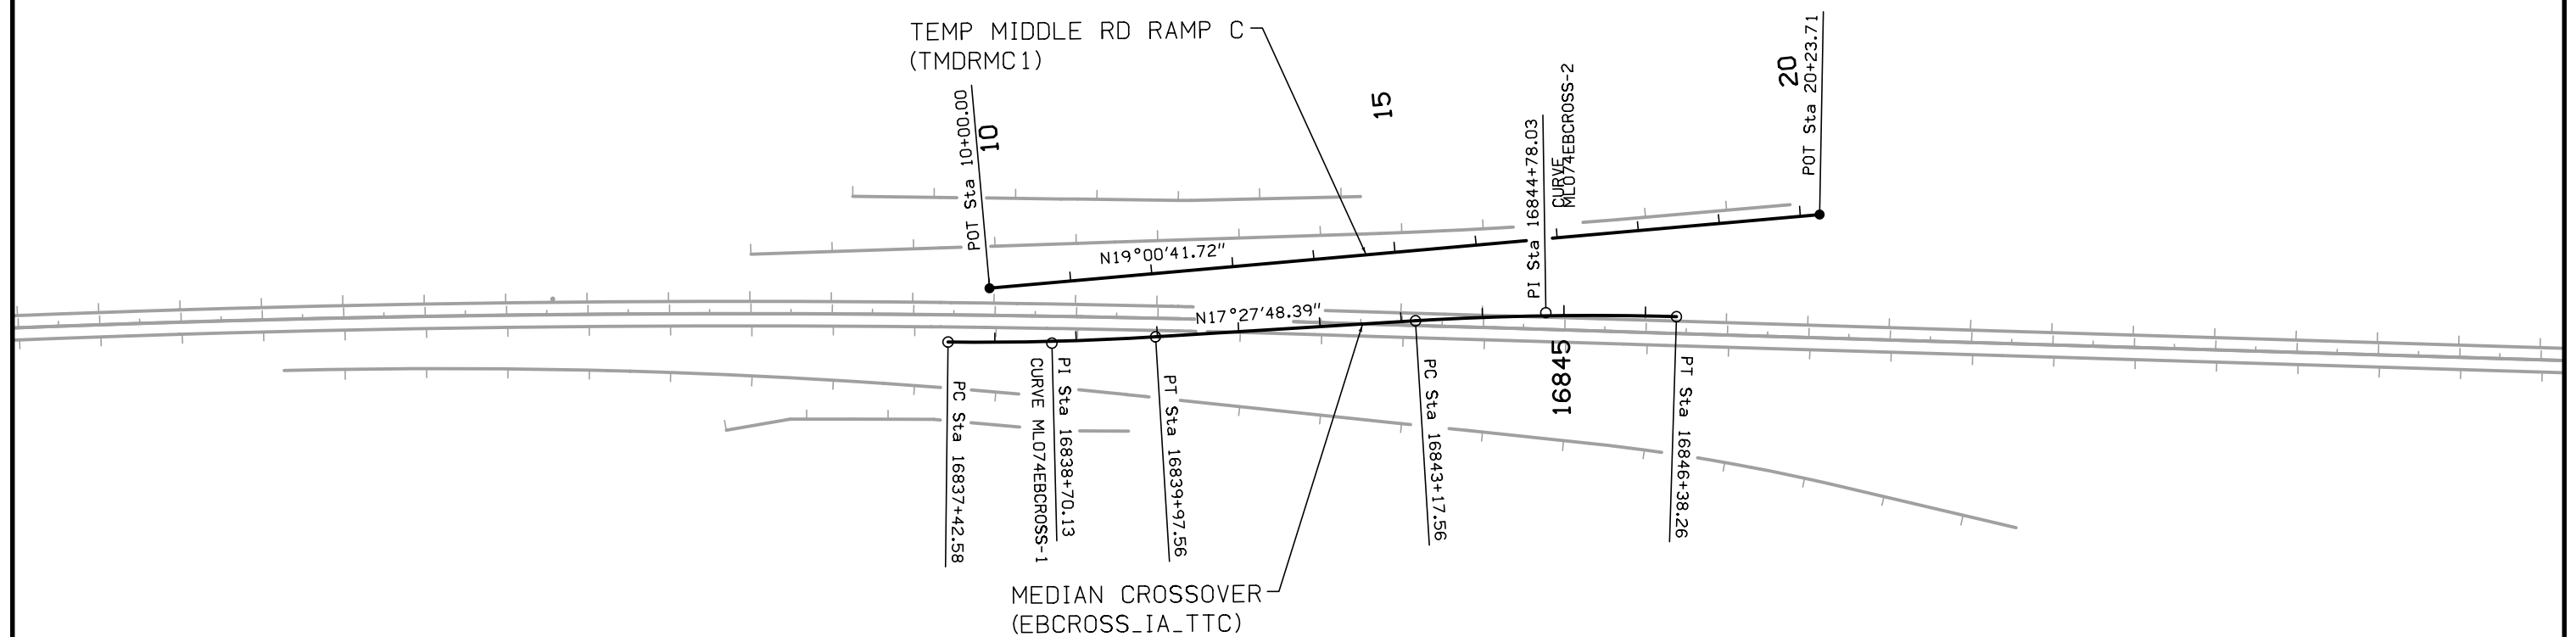 TEMP MIDDLE RD RAMP C
(TMDRMC1)
POT Sta 10+00.00
10
15
PI Sta 16844+78.03
CURVE
ML074EBCROSS-2
20
POT Sta 20+23.71
N19°00'41.72"
N17°27'48.39"
16845
PC Sta 16837+42.58
CURVE ML074EBCROSS-1
PI Sta 16838+70.13
PT Sta 16839+97.56
PC Sta 16843+17.56
PT Sta 16846+38.26
MEDIAN CROSSOVER
(EBCROSS_IA_TTC)